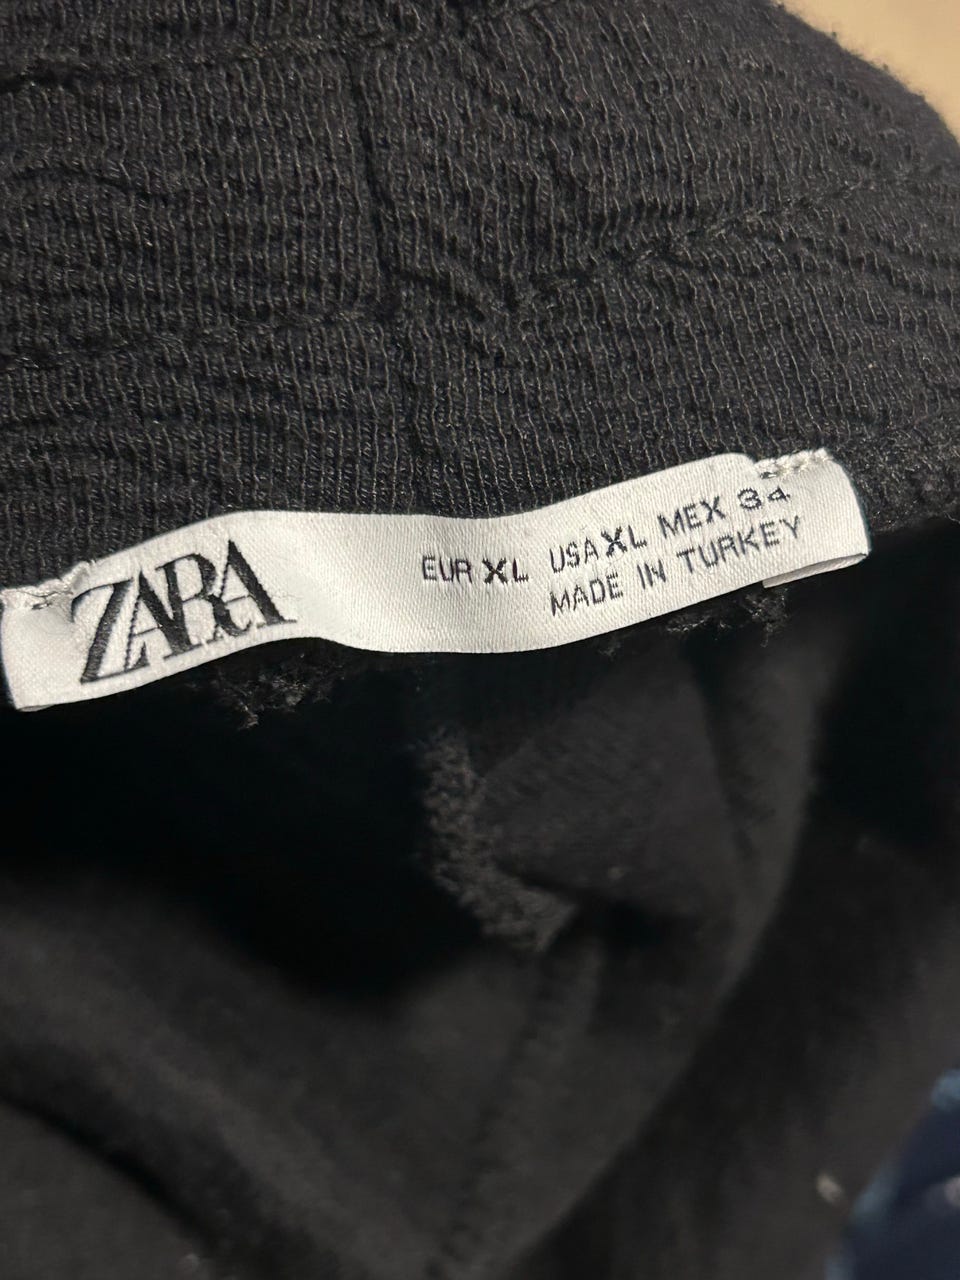 ZARA
EUR XL USA XL MEX 34
MADE IN TURKEY